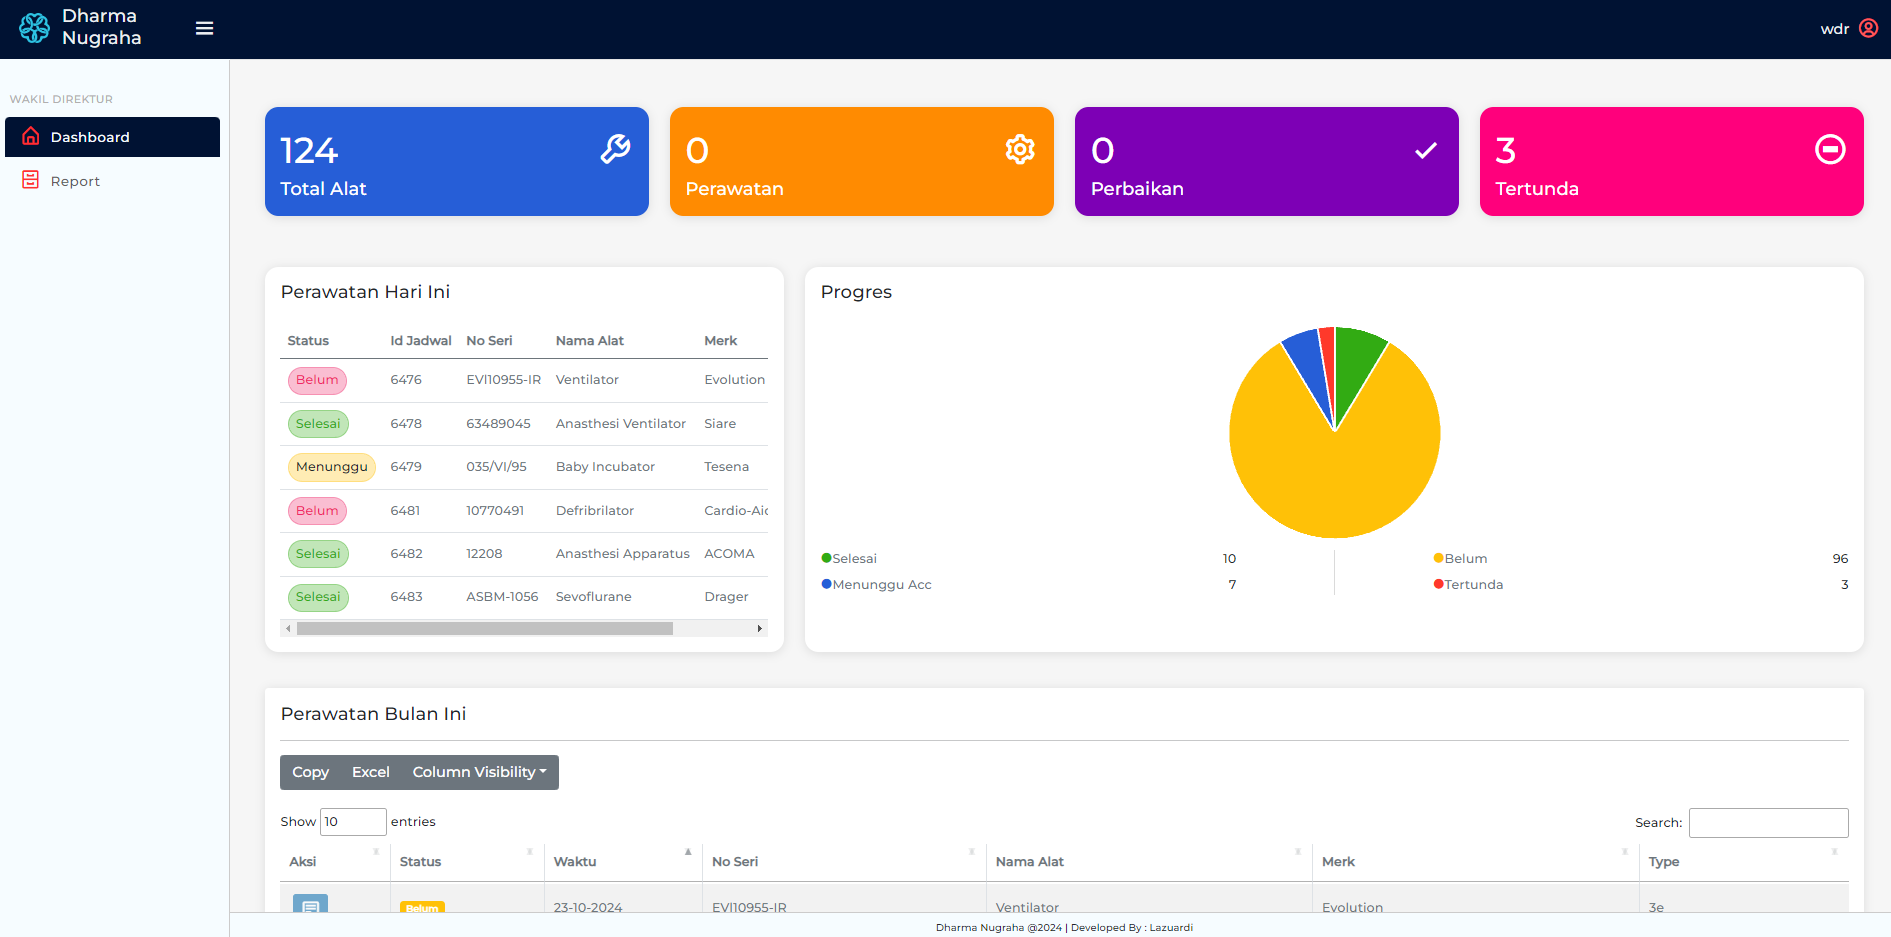 Dharma
Nugraha
wdr
WAKIL DIREKTUR
Dashboard
Report
124
Total Alat
0
Perawatan
0
Perbaikan
3
Tertunda
Perawatan Hari Ini
Status Id Jadwal No Seri Nama Alat Merk
Belum 6476 EVI10955-IR Ventilator Evolution
Selesai 6478 63489045 Anasthesi Ventilator Siare
Menunggu 6479 035/VI/95 Baby Incubator Tesena
Belum 6481 10770491 Defribrilator Cardio-Aid
Selesai 6482 12208 Anasthesi Apparatus ACOMA
Selesai 6483 ASBM-1056 Sevoflurane Drager
Progres
Selesai 10 Belum 96
Menunggu Acc 7 Tertunda 3
Perawatan Bulan Ini
Copy Excel Column Visibility
Show 10 entries Search:
Aksi Status Waktu No Seri Nama Alat Merk Type
Belum 23-10-2024 EVI10955-IR Ventilator Evolution 3e
Dharma Nugraha @2024 | Developed By : Lazuardi